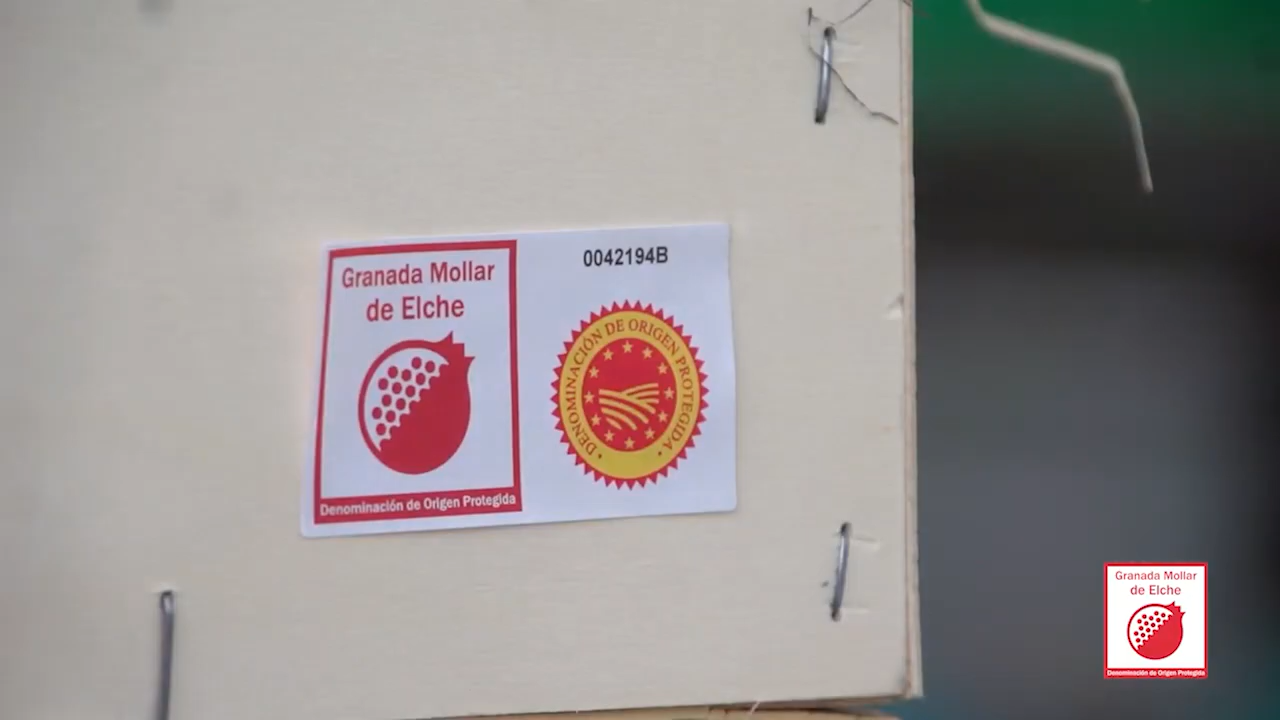 Granada Mollar
de Elche
Denominación de Origen Protegida
0042194B
DENOMINACIÓN DE ORIGEN PROTEGIDA
Granada Mollar
de Elche
Denominación de Origen Protegida